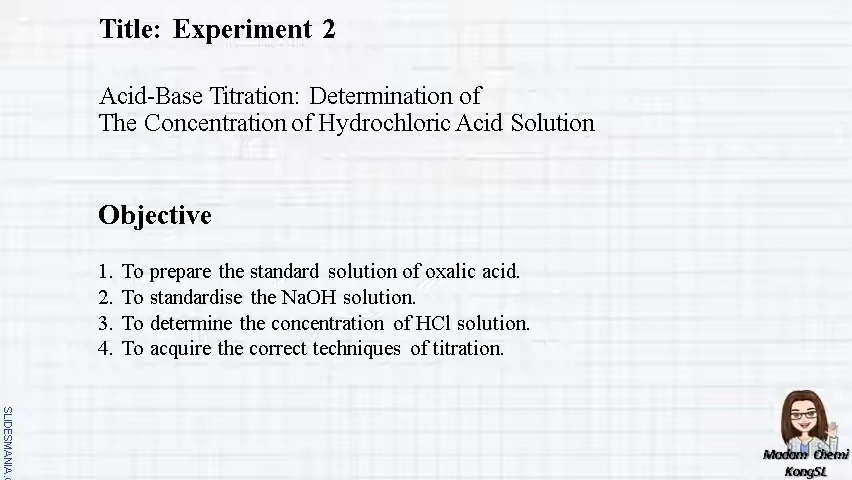 Title: Experiment 2
Acid-Base Titration: Determination of
The Concentration of Hydrochloric Acid Solution
Objective
1. To prepare the standard solution of oxalic acid.
2. To standardise the NaOH solution.
3. To determine the concentration of HCl solution.
4. To acquire the correct techniques of titration.
SLIDESMANIA.
Madam Chemi
KongSL